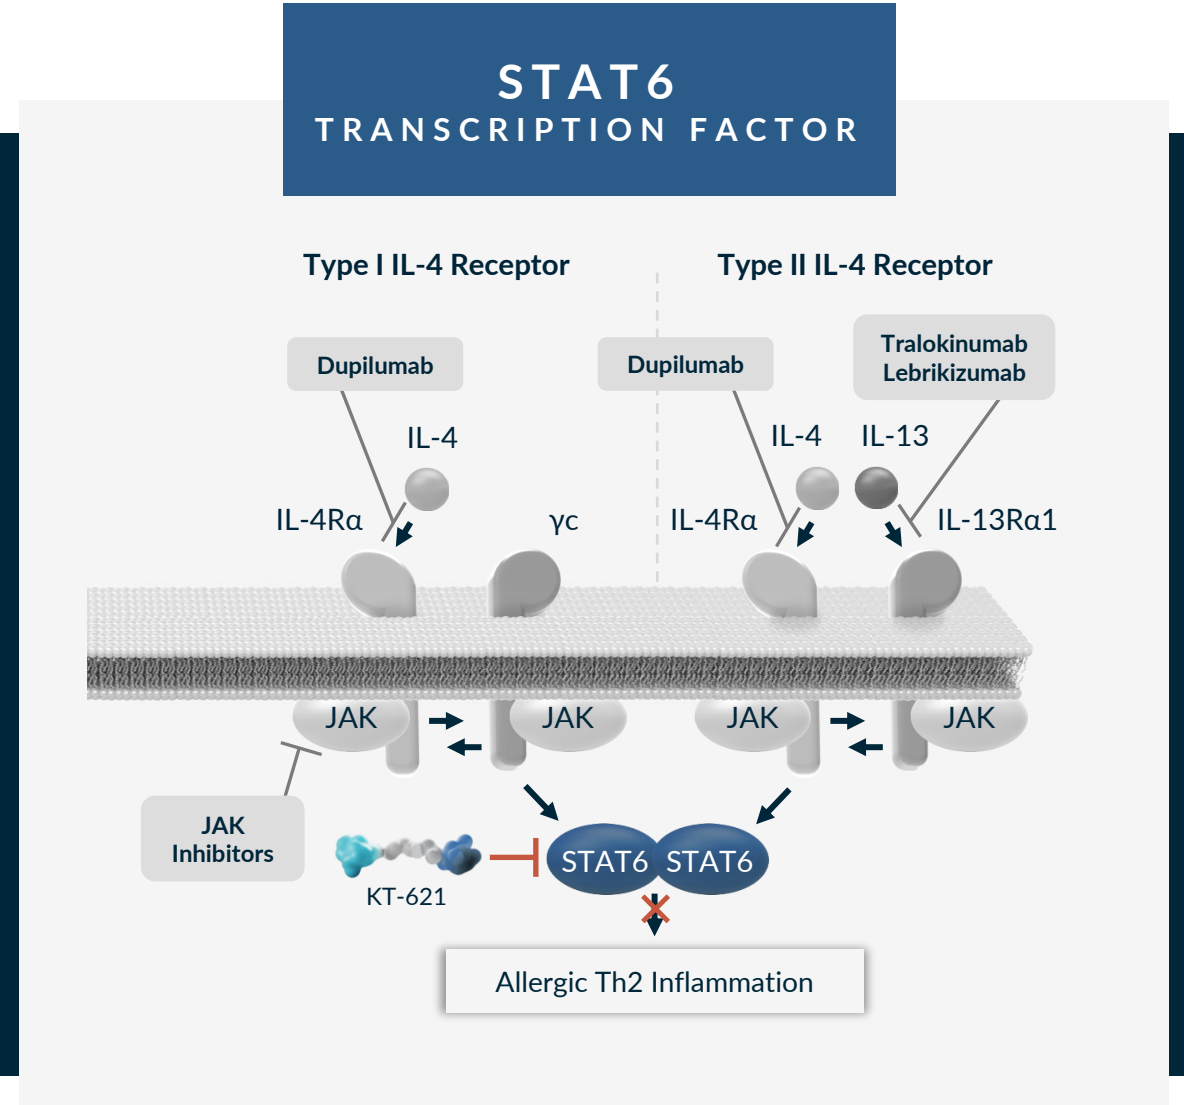 STAT6
TRANSCRIPTION FACTOR
Type I IL-4 Receptor
Type II IL-4 Receptor
Dupilumab
Dupilumab
Tralokinumab
Lebrikizumab
IL-4
IL-4
IL-13
IL-4Rα
γc
IL-4Rα
IL-13Rα1
JAK
JAK
JAK
JAK
JAK
Inhibitors
STAT6
STAT6
KT-621
Allergic Th2 Inflammation